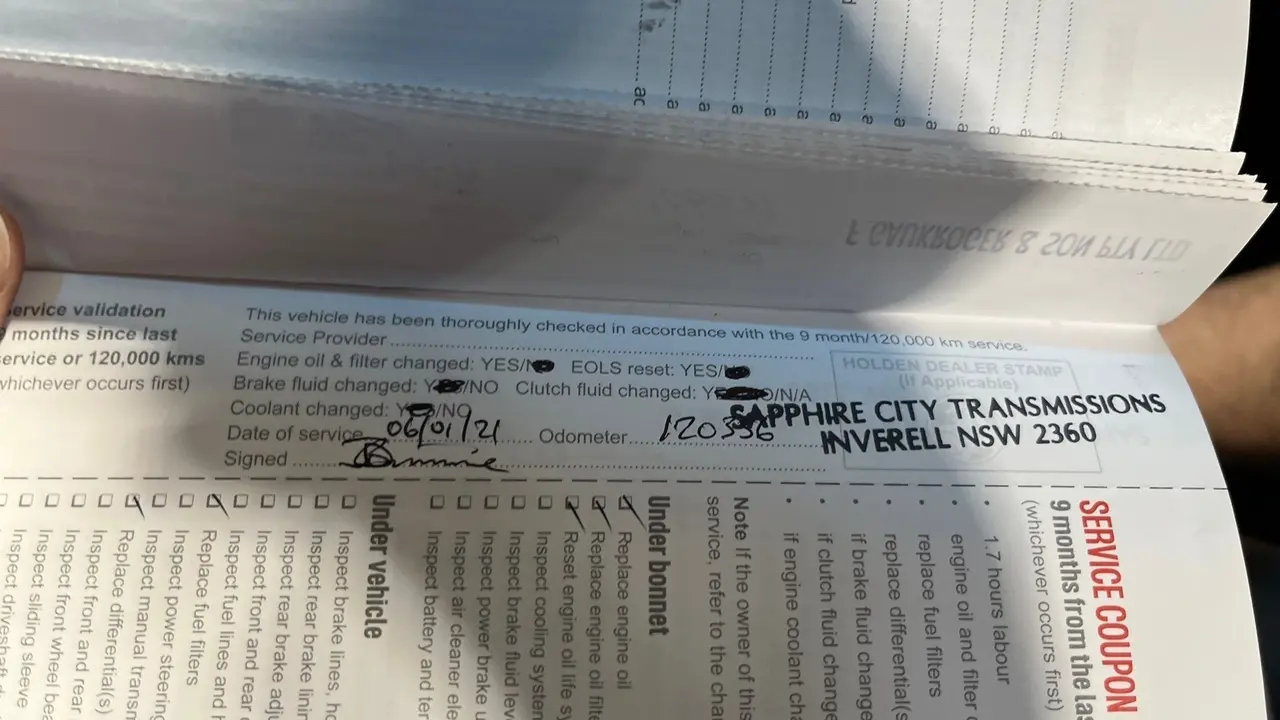 ac
a
a
a
a
a
a
a
a
a
a
a
a
a
F GAUKROGER & SON PTY LTD
ervice validation
months since last
ervice or 120,000 kms
whichever occurs first)
This vehicle has been thoroughly checked in accordance with the 9 month/120,000 km service.
Service Provider
Engine oil & filter changed: YES/N EOLS reset: YES/
Brake fluid changed: Y /NO Clutch fluid changed: Y O/N/A
Coolant changed: Y /NO
Date of service 06/01/21 Odometer 120336
Signed
HOLDEN DEALER STAMP
(If Applicable)
SAPPHIRE CITY TRANSMISSIONS
INVERELL NSW 2360
SERVICE COUPON
9 months from the las
(whichever occurs first)
• 1.7 hours labour
• engine oil and filter c
• replace fuel filters
• replace differential(s
• if brake fluid change
• if clutch fluid change
• if engine coolant cha
Note If the owner of this
service, refer to the cha
Under bonnet
Replace engine oil
Replace engine oil filte
Reset engine oil life sy
Inspect cooling system
Inspect brake fluid leve
Inspect power brake u
Inspect air cleaner ele
Inspect battery and ter
Under vehicle
Inspect brake lines, ho
Inspect rear brake linin
Inspect rear brake adju
Inspect front and rear
Inspect fuel lines and h
Replace fuel filters
Inspect power steering
Inspect manual transm
Replace differential(s)
Inspect front and rear
Inspect front wheel bea
Inspect sliding sleeve
Inspect driveshaft